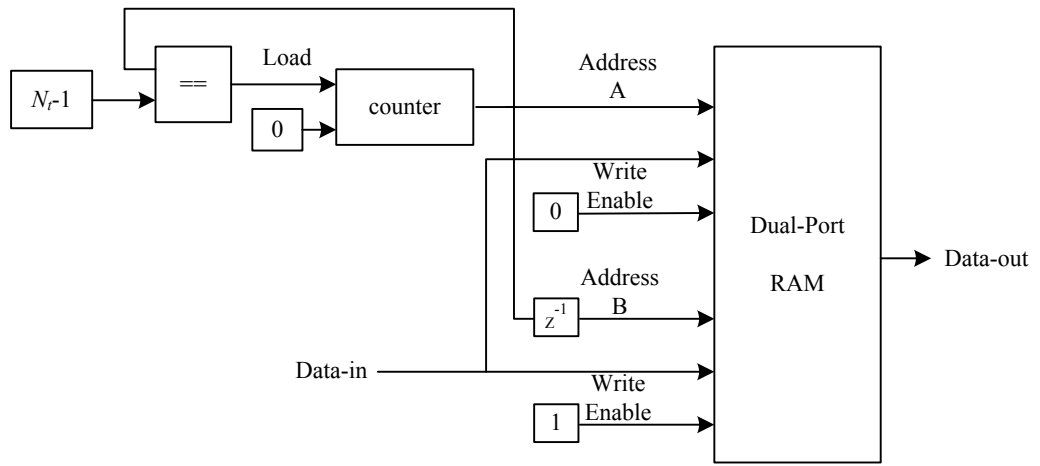 Load
==
N_t-1
0
counter
Address
A
Write
Enable
0
Dual-Port
RAM
Data-out
Address
B
z^-1
Data-in
Write
Enable
1